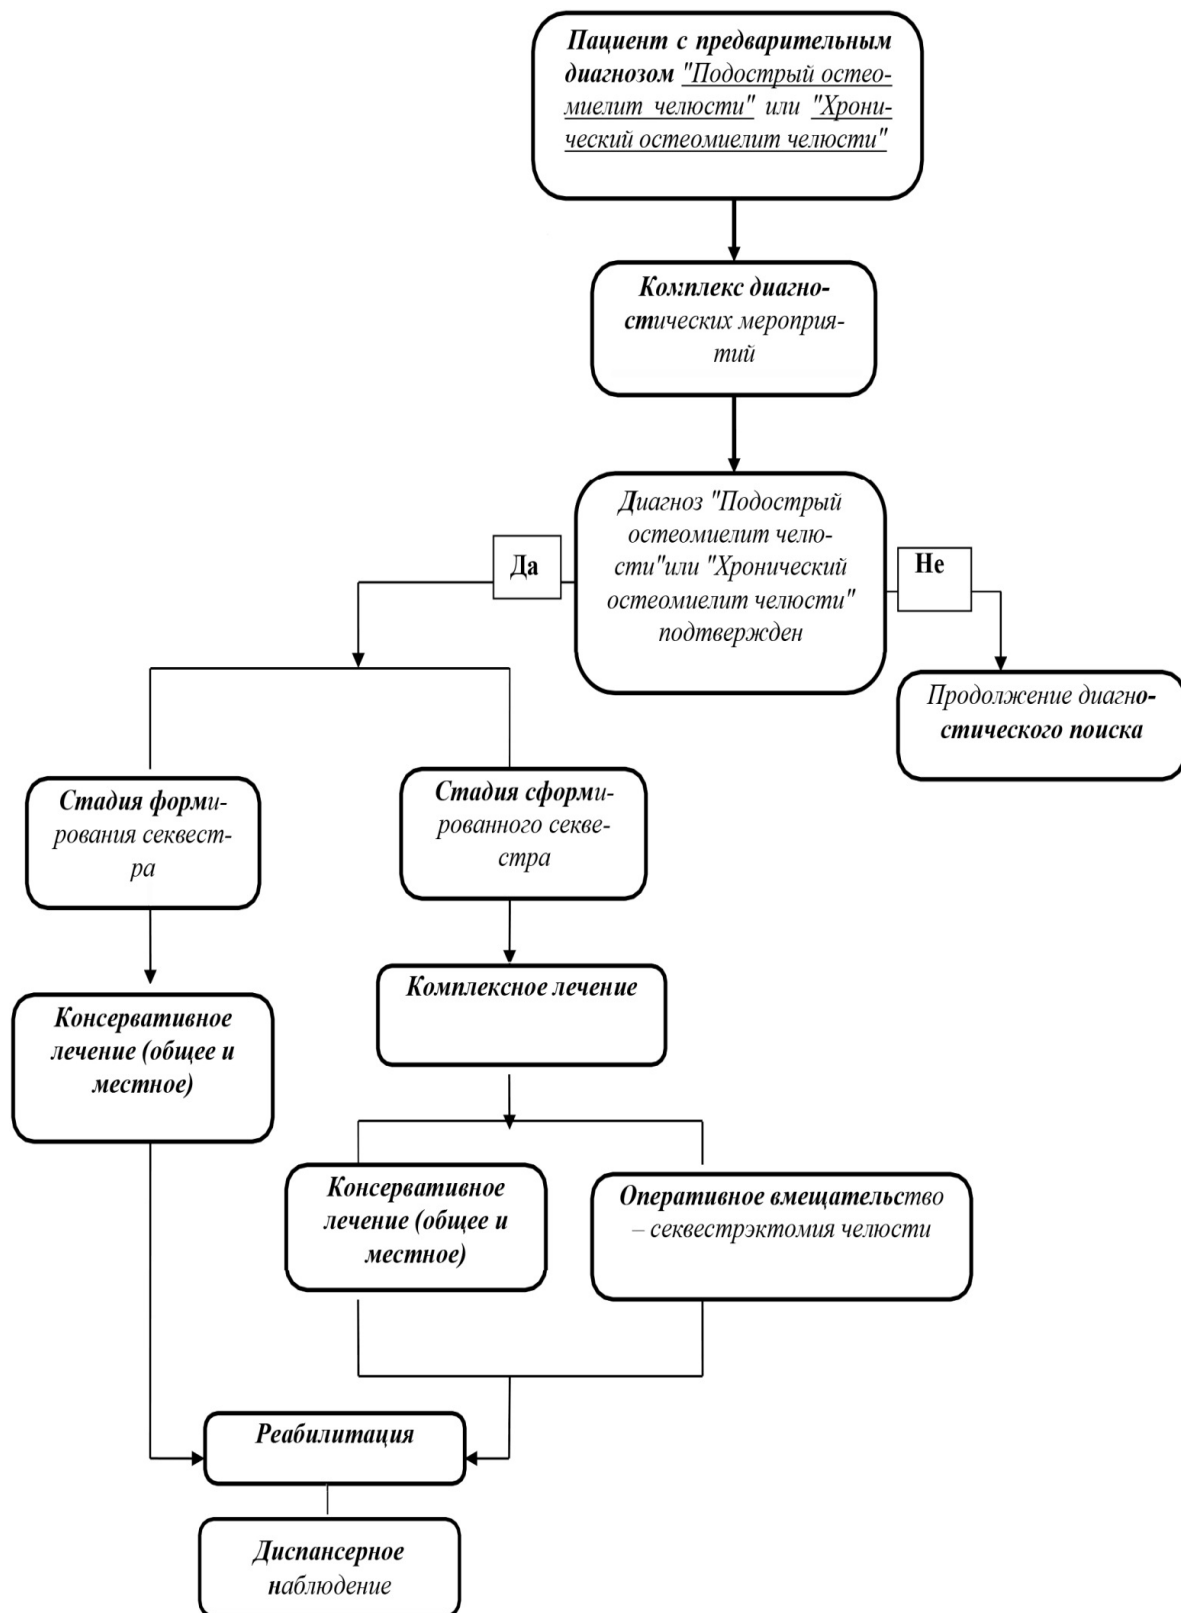 Пациент с предварительным
диагнозом "Подострый остео-
миелит челюсти" или "Хрони-
ческий остеомиелит челюсти"
Комплекс диагно-
стических мероприя-
тий
Диагноз "Подострый
остеомиелит челю-
сти"или "Хронический
остеомиелит челюсти"
подтвержден
Да
Не
Продолжение диагно-
стического поиска
Стадия форми-
рования секвест-
ра
Стадия сформи-
рованного секве-
стра
Консервативное
лечение (общее и
местное)
Комплексное лечение
Консервативное
лечение (общее и
местное)
Оперативное вмещательство
– секвестрэктомия челюсти
Реабилитация
Диспансерное
наблюдение